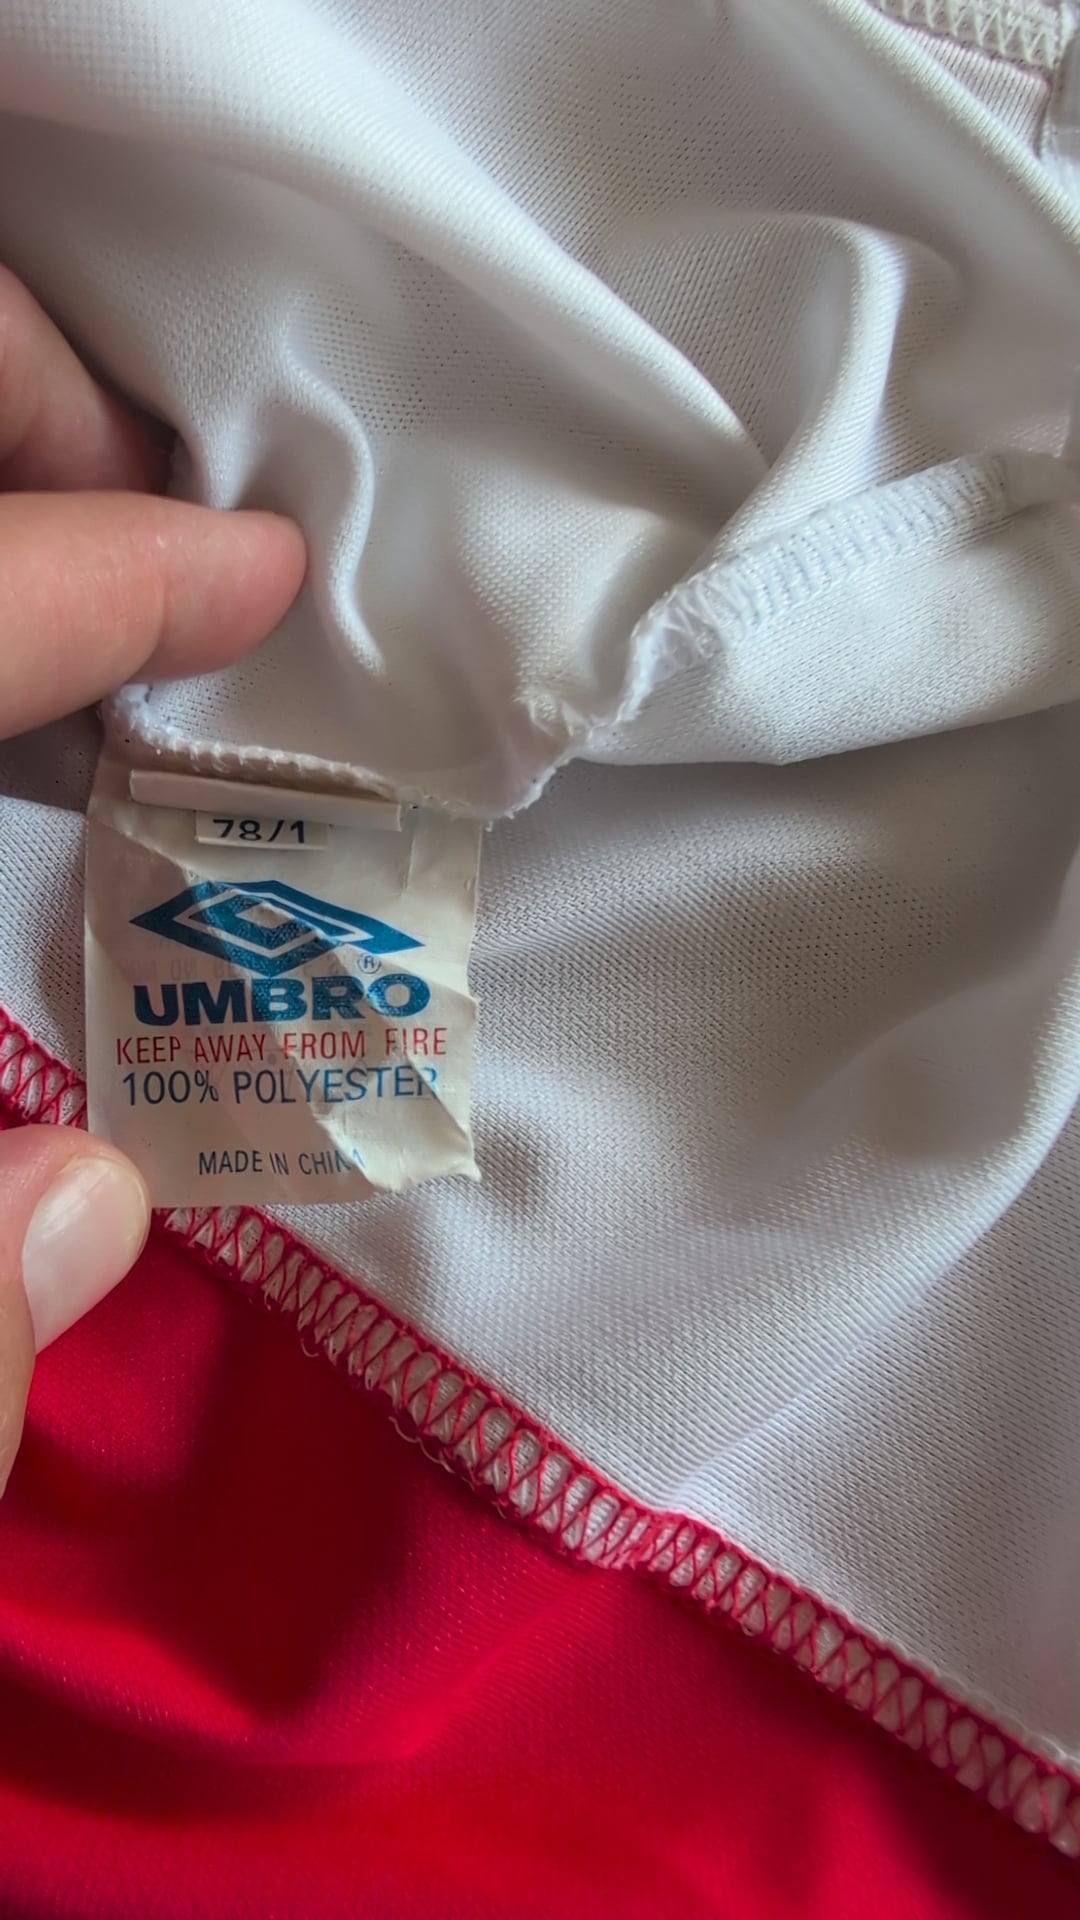 78/1
®
UMBRO
KEEP AWAY FROM FIRE
100% POLYESTER
MADE IN CHINA